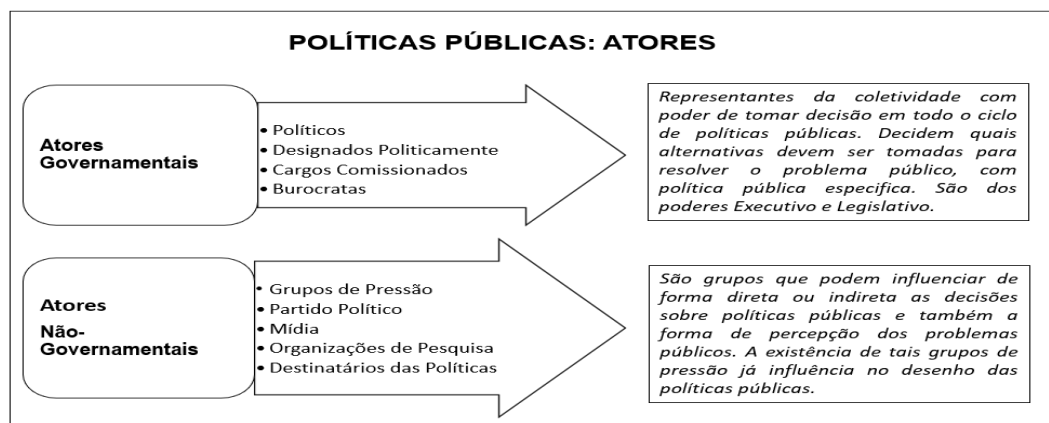 POLÍTICAS PÚBLICAS: ATORES
Atores
Governamentais
• Políticos
• Designados Politicamente
• Cargos Comissionados
• Burocratas
Representantes da coletividade com
poder de tomar decisão em todo o ciclo
de políticas públicas. Decidem quais
alternativas devem ser tomadas para
resolver o problema público, com
política pública especifica. São dos
poderes Executivo e Legislativo.
Atores
Não-
Governamentais
• Grupos de Pressão
• Partido Político
• Mídia
• Organizações de Pesquisa
• Destinatários das Políticas
São grupos que podem influenciar de
forma direta ou indireta as decisões
sobre políticas públicas e também a
forma de percepção dos problemas
públicos. A existência de tais grupos de
pressão já influência no desenho das
políticas públicas.